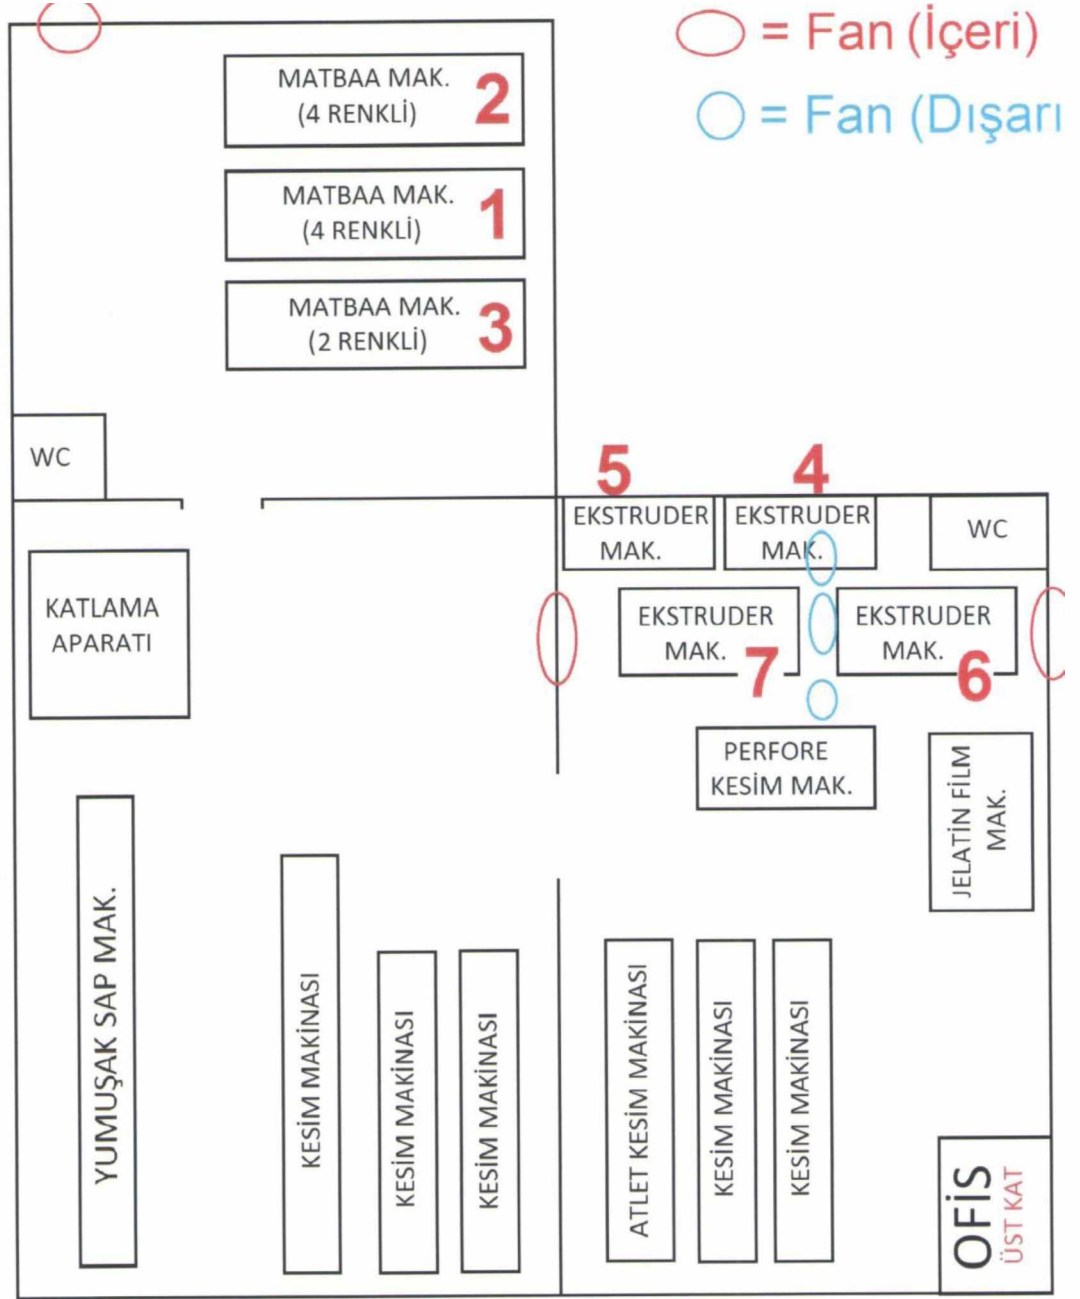 = Fan (İçeri)
= Fan (Dışarı
MATBAA MAK.
(4 RENKLİ)
2
MATBAA MAK.
(4 RENKLİ)
1
MATBAA MAK.
(2 RENKLİ)
3
WC
5
4
EKSTRUDER
MAK.
EKSTRUDER
MAK.
WC
KATLAMA
APARATI
EKSTRUDER
MAK.
7
EKSTRUDER
MAK.
6
PERFORE
KESİM MAK.
JELATİN FİLM
MAK.
YUMUŞAK SAP MAK.
KESİM MAKİNASI
KESİM MAKİNASI
KESİM MAKİNASI
ATLET KESİM MAKİNASI
KESİM MAKİNASI
KESİM MAKİNASI
OFİS
ÜST KAT